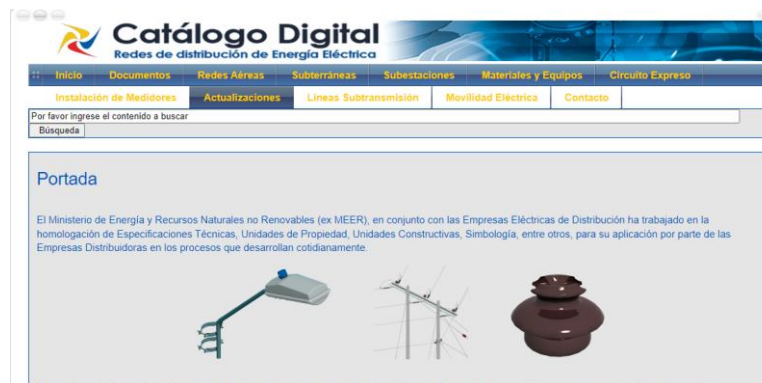 Catálogo Digital
Redes de distribución de Energía Eléctrica
Inicio Documentos Redes Aéreas Subterráneas Subestaciones Materiales y Equipos Circuito Expreso
Instalación de Medidores Actualizaciones Líneas Subtransmisión Movilidad Eléctrica Contacto
Por favor ingrese el contenido a buscar
Búsqueda
Portada
El Ministerio de Energía y Recursos Naturales no Renovables (ex MEER), en conjunto con las Empresas Eléctricas de Distribución ha trabajado en la
homologación de Especificaciones Técnicas, Unidades de Propiedad, Unidades Constructivas, Simbología, entre otros, para su aplicación por parte de las
Empresas Distribuidoras en los procesos que desarrollan cotidianamente.